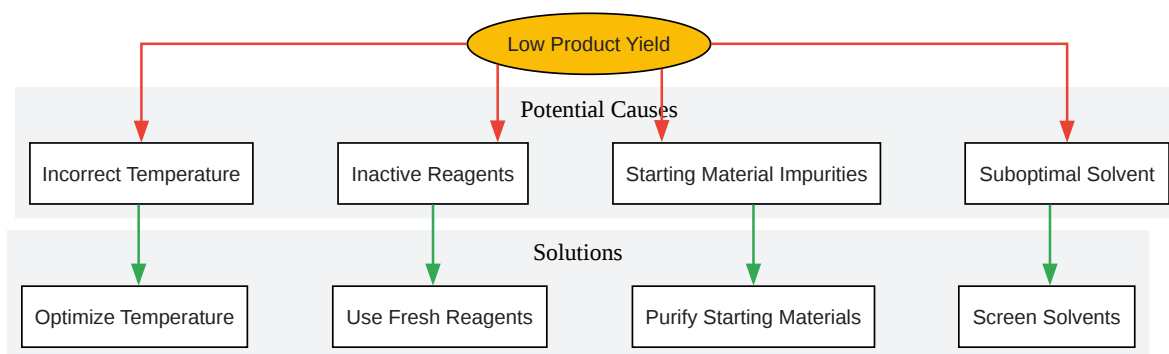 Low Product Yield
Potential Causes
Incorrect Temperature
Inactive Reagents
Starting Material Impurities
Suboptimal Solvent
Solutions
Optimize Temperature
Use Fresh Reagents
Purify Starting Materials
Screen Solvents